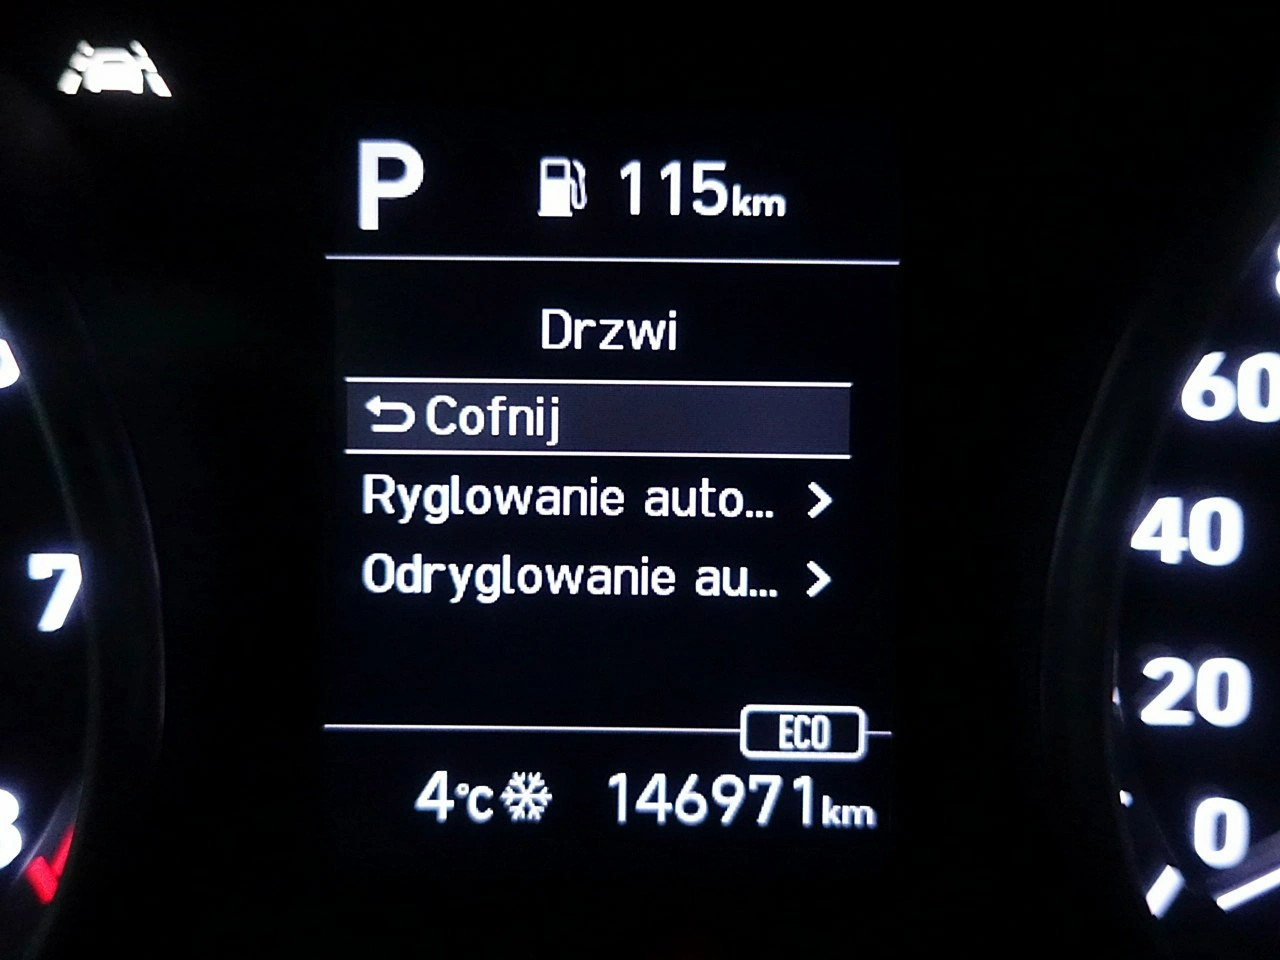 P 115km
Drzwi
Cofnij
Ryglowanie auto...
Odryglowanie au...
ECO
4°C 146971km
7
60
40
20
0